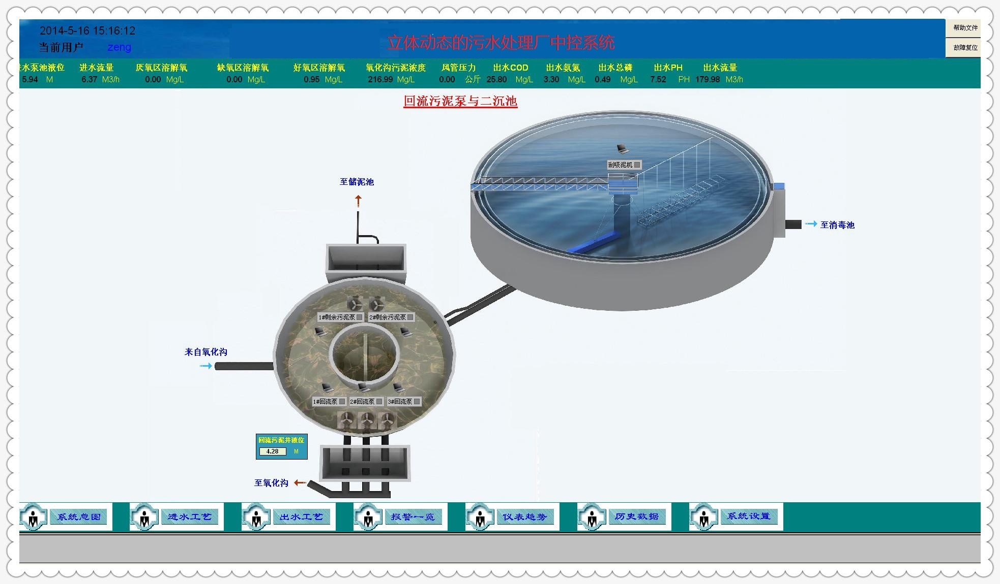 2014-5-16 15:16:12
当前用户 zeng
立体动态的污水处理厂中控系统
帮助文件
故障复位
进水泵池液位 进水流量 厌氧区溶解氧 缺氧区溶解氧 好氧区溶解氧 氧化沟污泥浓度 风管压力 出水COD 出水氨氮 出水总磷 出水PH 出水流量
5.94 M 6.37 M3/h 0.00 Mg/L 0.00 Mg/L 0.95 Mg/L 216.99 Mg/L 0.00 公斤 25.80 Mg/L 3.30 Mg/L 0.49 Mg/L 7.52 PH 179.98 M3/h
回流污泥泵与二沉池
刮吸泥机
至储泥池
至消毒池
1#剩余污泥泵 2#剩余污泥泵
来自氧化沟
1#回流泵 2#回流泵 3#回流泵
回流污泥井液位
4.28 M
至氧化沟
系统总图 进水工艺 出水工艺 报警一览 仪表趋势 历史数据 系统设置